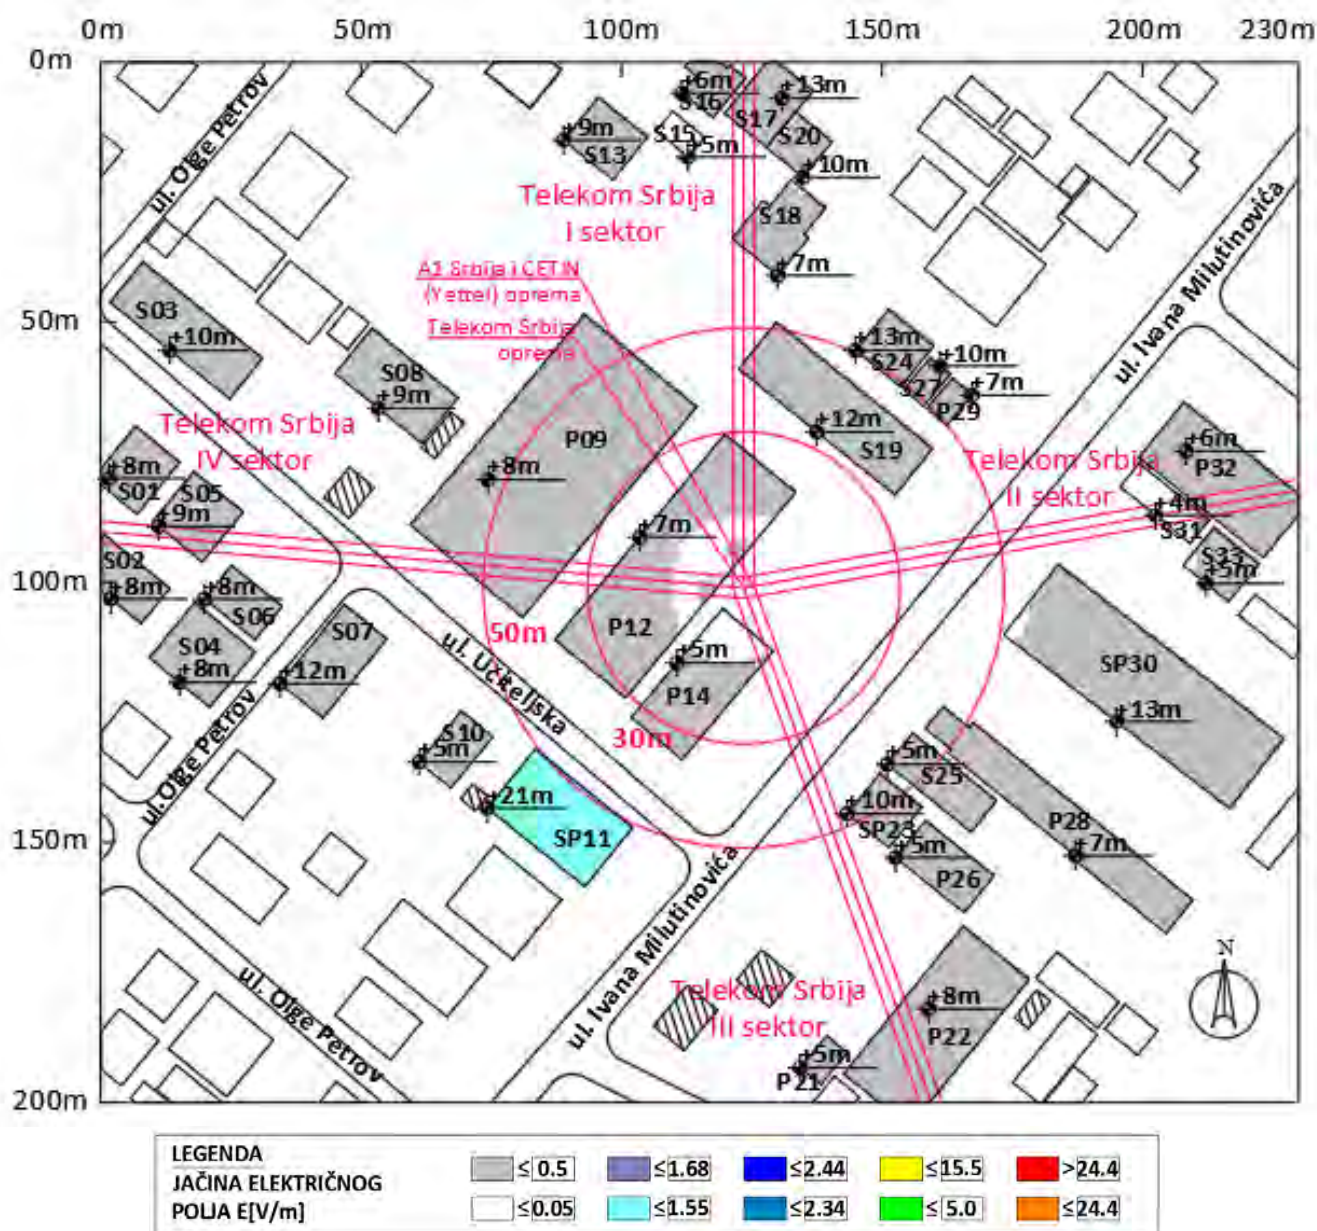 0m 50m 100m 150m 200m 230m
0m
50m
100m
150m
200m
ul. Olge Petrov
+6m
S16
+13m
S17
S20
+9m
S13
S15
+5m
+10m
Telekom Srbija
I sektor
S18
+7m
A1 Srbija i CETIN
(Yettel) oprema
Telekom Srbija
oprema
ul. Ivana Milutinovića
S03
+10m
S08
+9m
+13m
S24
+10m
S27
+7m
P29
+12m
S19
P09
+8m
Telekom Srbija
IV sektor
Telekom Srbija
II sektor
+6m
P32
+4m
S31
S33
+5m
+8m
S01
S05
+9m
S02
+8m
+8m
S06
S04
+8m
S07
+12m
+7m
P12
+5m
P14
50m
30m
ul. Učiteljska
SP30
+13m
ul. Olge Petrov
S10
+5m
+21m
SP11
+5m
S25
+10m
SP23
+5m
P26
P28
+7m
ul. Ivana Milutinovića
ul. Olge Petrov
Telekom Srbija
III sektor
+8m
P22
+5m
P21
N
LEGENDA
JAČINA ELEKTRIČNOG
POLJA E[V/m]
≤0.5 ≤1.68 ≤2.44 ≤15.5 >24.4
≤0.05 ≤1.55 ≤2.34 ≤5.0 ≤24.4